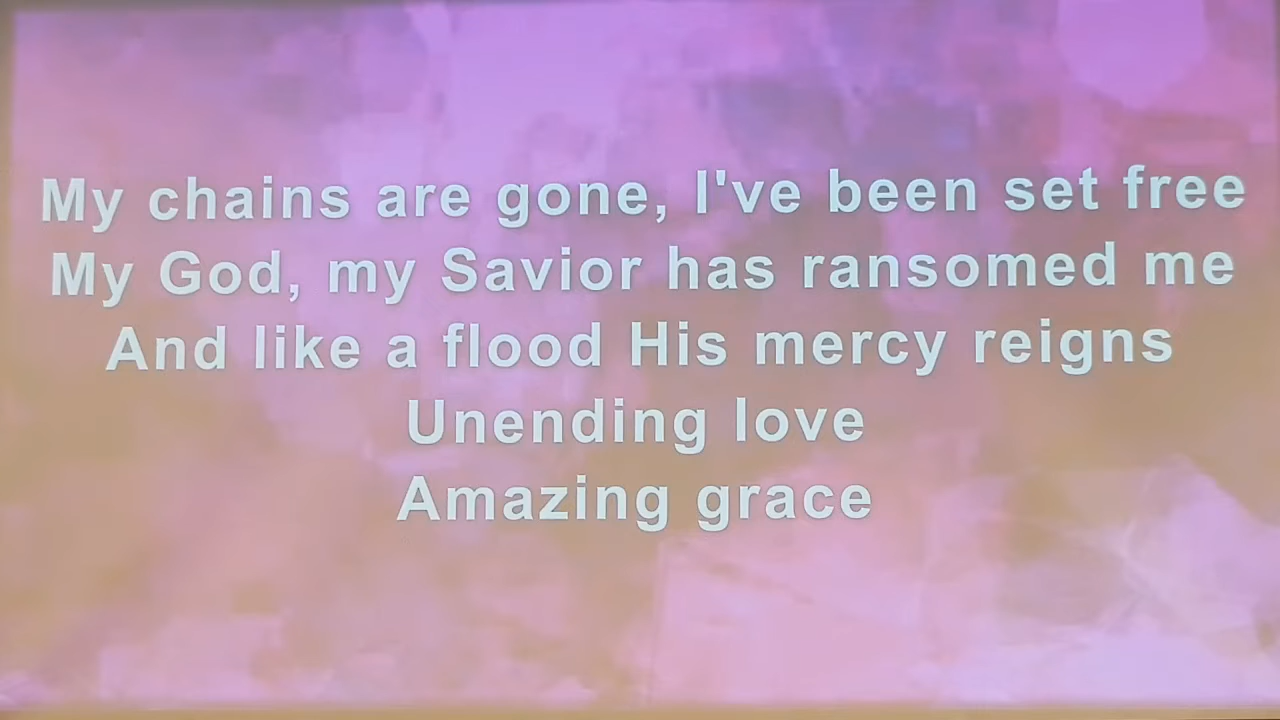 My chains are gone, I've been set free
My God, my Savior has ransomed me
And like a flood His mercy reigns
Unending love
Amazing grace